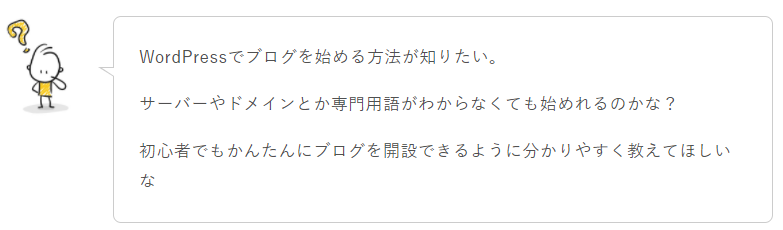 WordPressでブログを始める方法が知りたい。
サーバーやドメインとか専門用語がわからなくても始めれるのかな？
初心者でもかんたんにブログを開設できるように分かりやすく教えてほしい
な